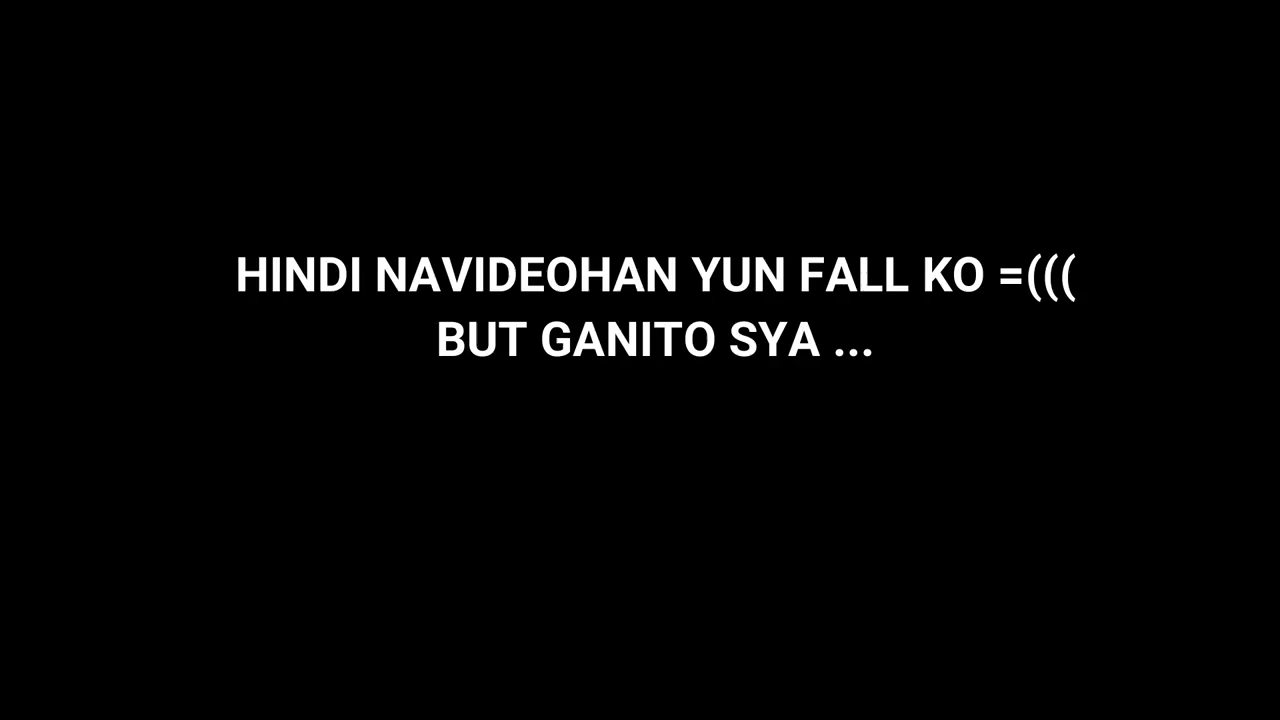 HINDI NAVIDEOHAN YUN FALL KO =(((
BUT GANITO SYA ...